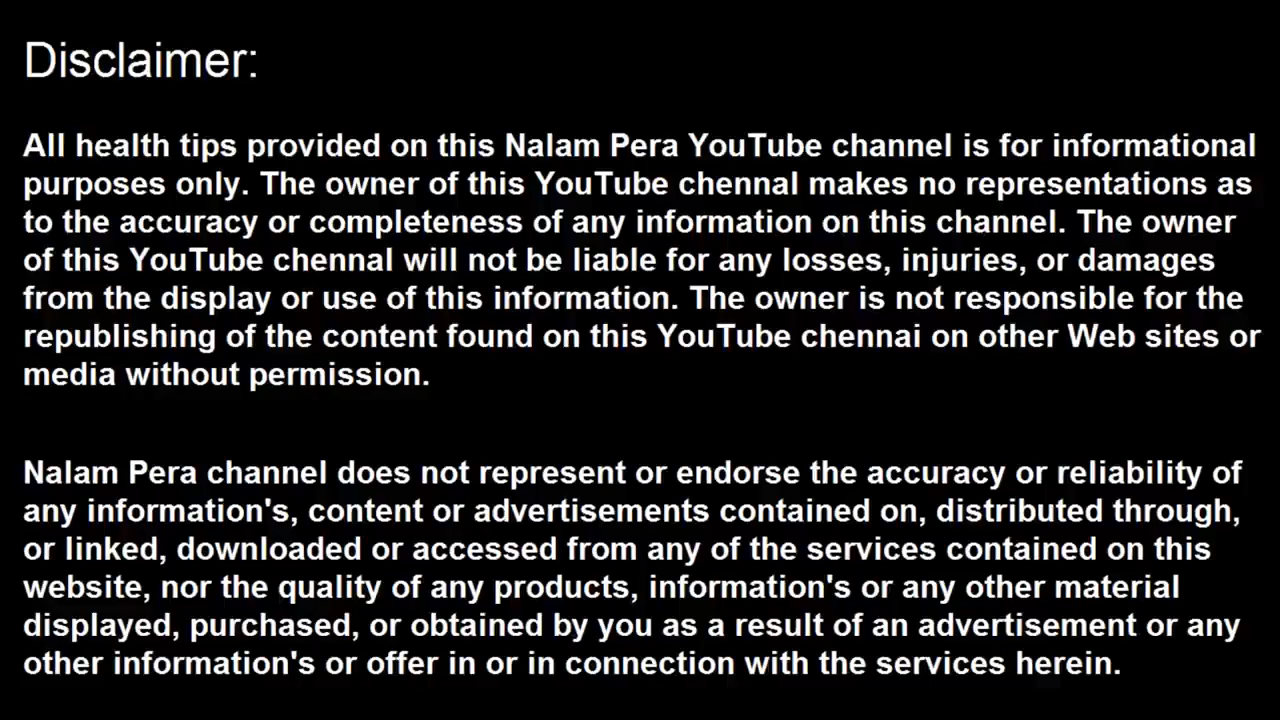 Disclaimer:
All health tips provided on this Nalam Pera YouTube channel is for informational
purposes only. The owner of this YouTube chennal makes no representations as
to the accuracy or completeness of any information on this channel. The owner
of this YouTube chennal will not be liable for any losses, injuries, or damages
from the display or use of this information. The owner is not responsible for the
republishing of the content found on this YouTube chennai on other Web sites or
media without permission.
Nalam Pera channel does not represent or endorse the accuracy or reliability of
any information's, content or advertisements contained on, distributed through,
or linked, downloaded or accessed from any of the services contained on this
website, nor the quality of any products, information's or any other material
displayed, purchased, or obtained by you as a result of an advertisement or any
other information's or offer in or in connection with the services herein.